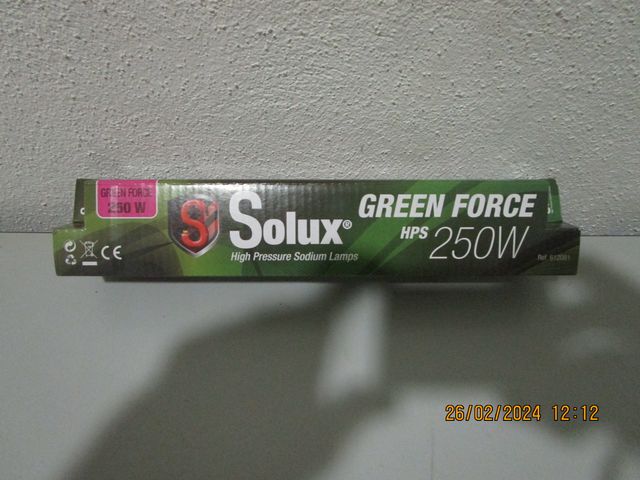 GREEN FORCE
250 W
Solux®
High Pressure Sodium Lamps
GREEN FORCE
HPS 250W
CE
26/02/2024 12:12